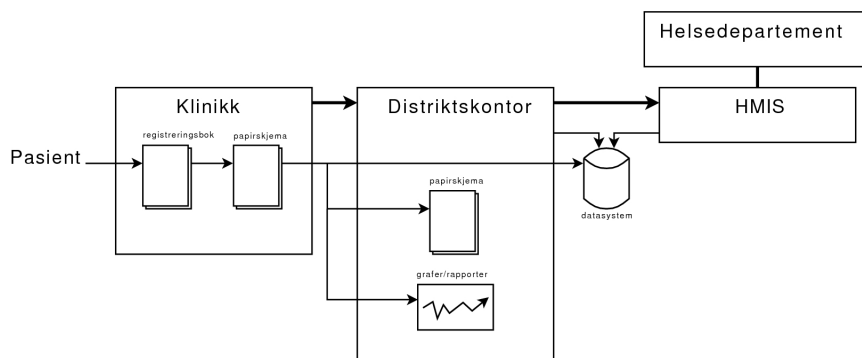 Helsedepartement
Klinikk
Distriktskontor
HMIS
registreringsbok
papirskjema
Pasient
papirskjema
datasystem
grafer/rapporter